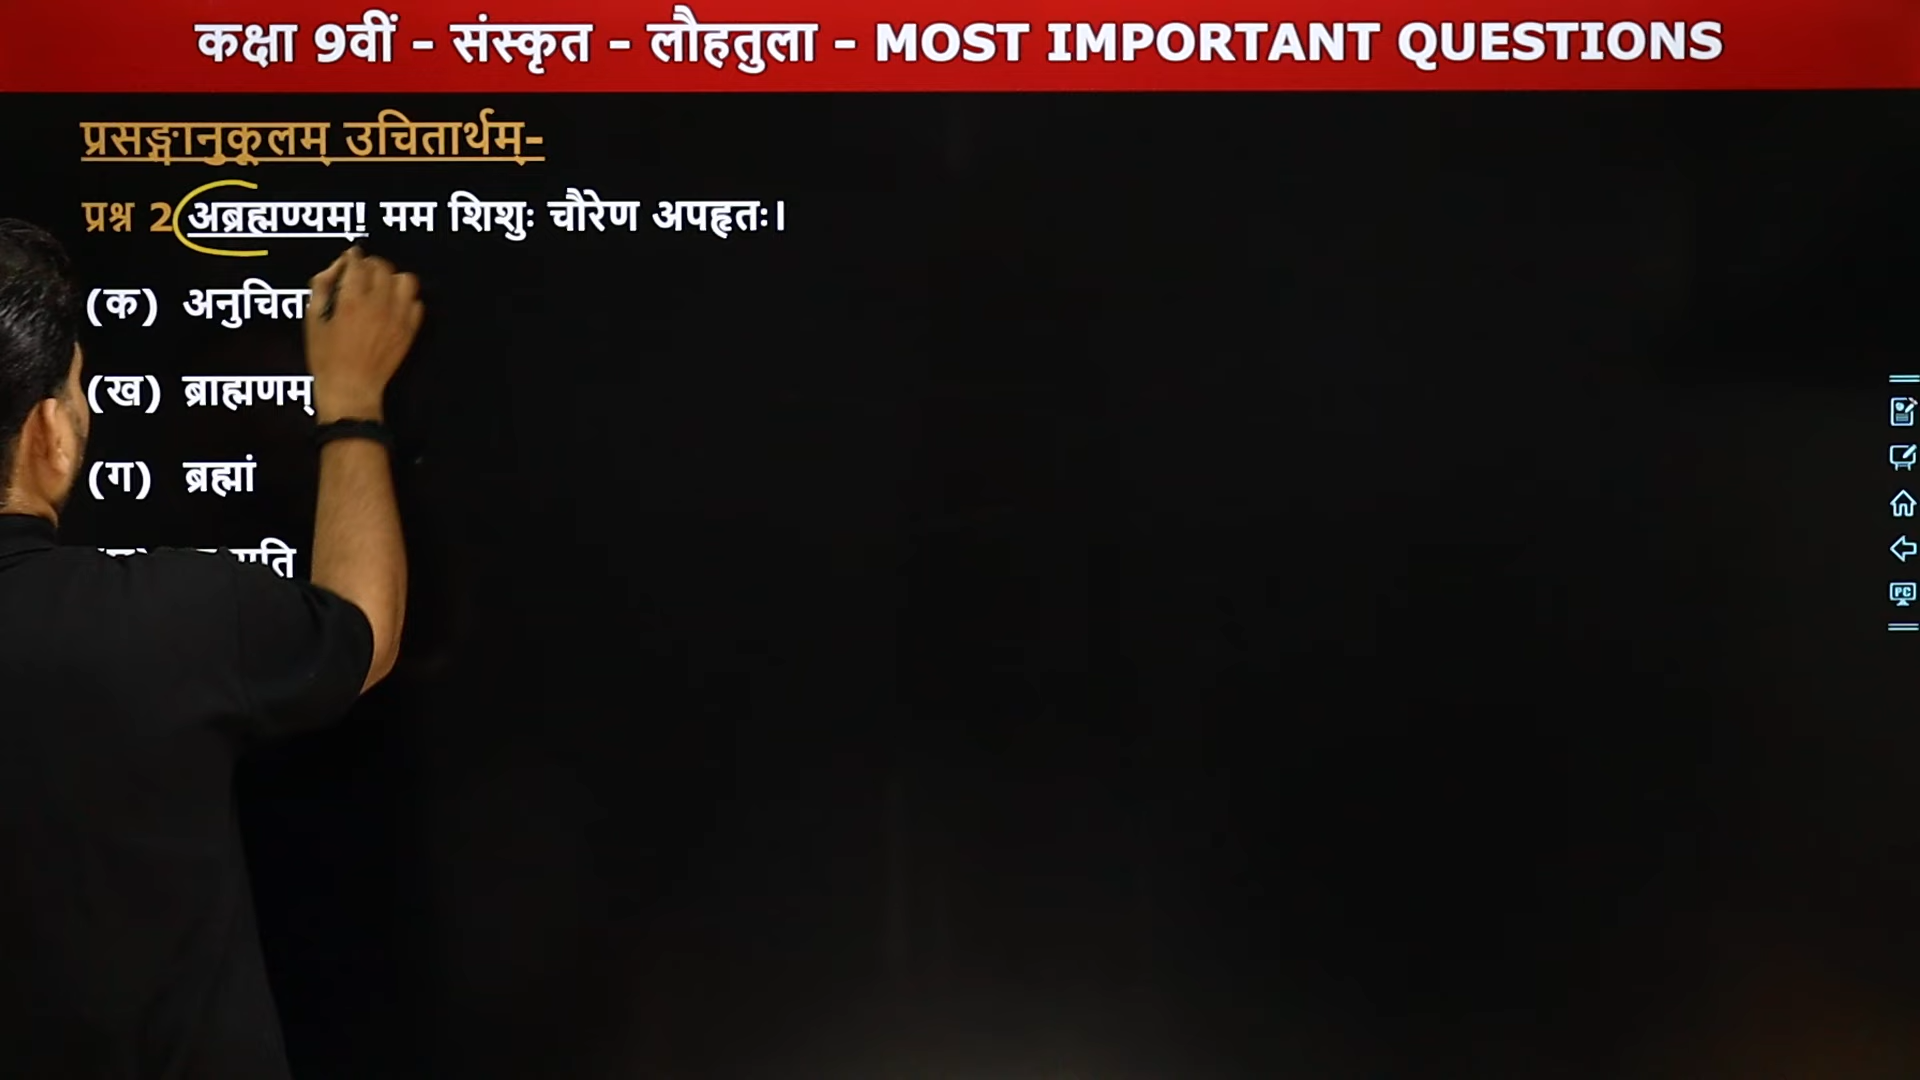 कक्षा 9वीं - संस्कृत - लौहतुला - MOST IMPORTANT QUESTIONS
प्रसङ्गानुकूलम् उचितार्थम्-
प्रश्न 2 अब्रह्मण्यम्! मम शिशुः चौरेण अपहृतः।
(क)
(ख) ब्राह्मणम्
(ग) ब्रह्मां
PC